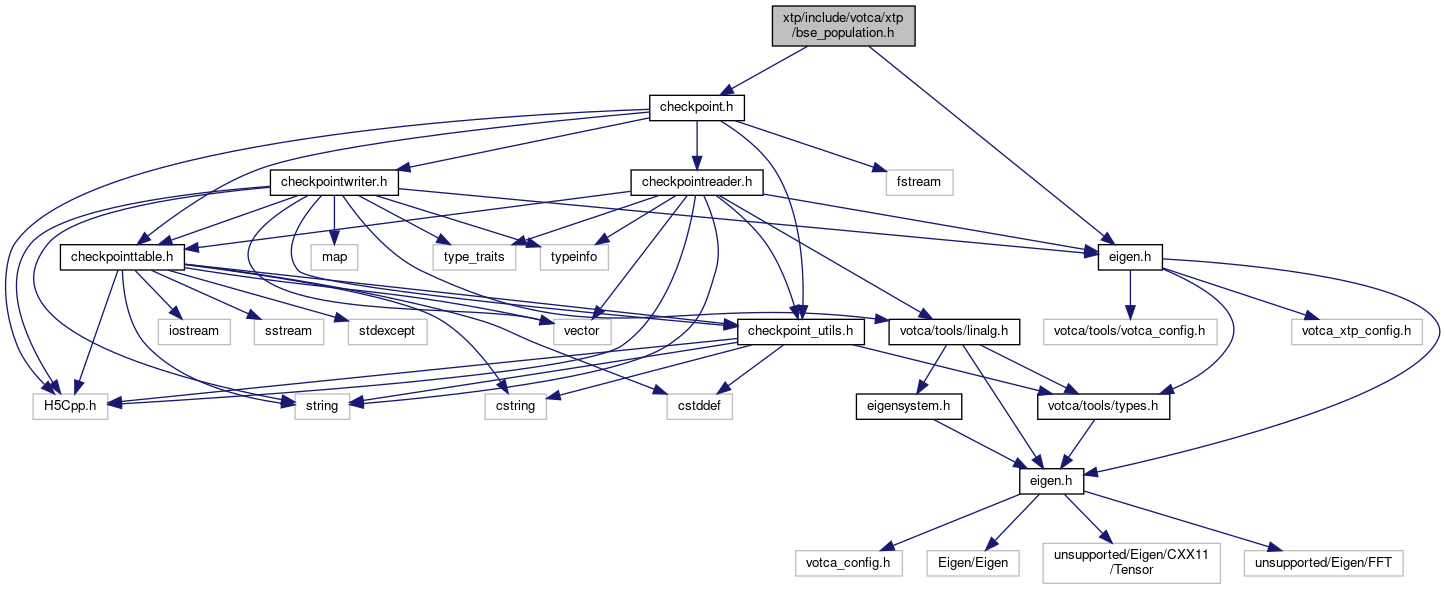 xtp/include/votca/xtp
/bse_population.h
checkpoint.h
checkpointwriter.h
checkpointreader.h
fstream
checkpointtable.h
map
type_traits
typeinfo
eigen.h
iostream
sstream
stdexcept
vector
checkpoint_utils.h
votca/tools/linalg.h
votca/tools/votca_config.h
votca_xtp_config.h
H5Cpp.h
string
cstring
cstddef
eigensystem.h
votca/tools/types.h
eigen.h
votca_config.h
Eigen/Eigen
unsupported/Eigen/CXX11
/Tensor
unsupported/Eigen/FFT